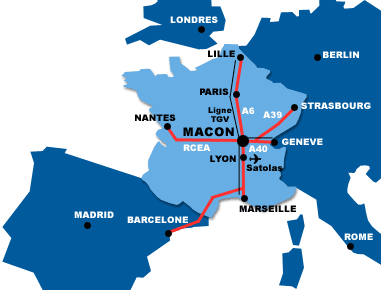 LONDRES
LILLE
BERLIN
PARIS
STRASBOURG
Ligne
TGV
A6
A39
NANTES
MACON
RCEA
A40
GENEVE
LYON
Satolas
MARSEILLE
MADRID
BARCELONE
ROME